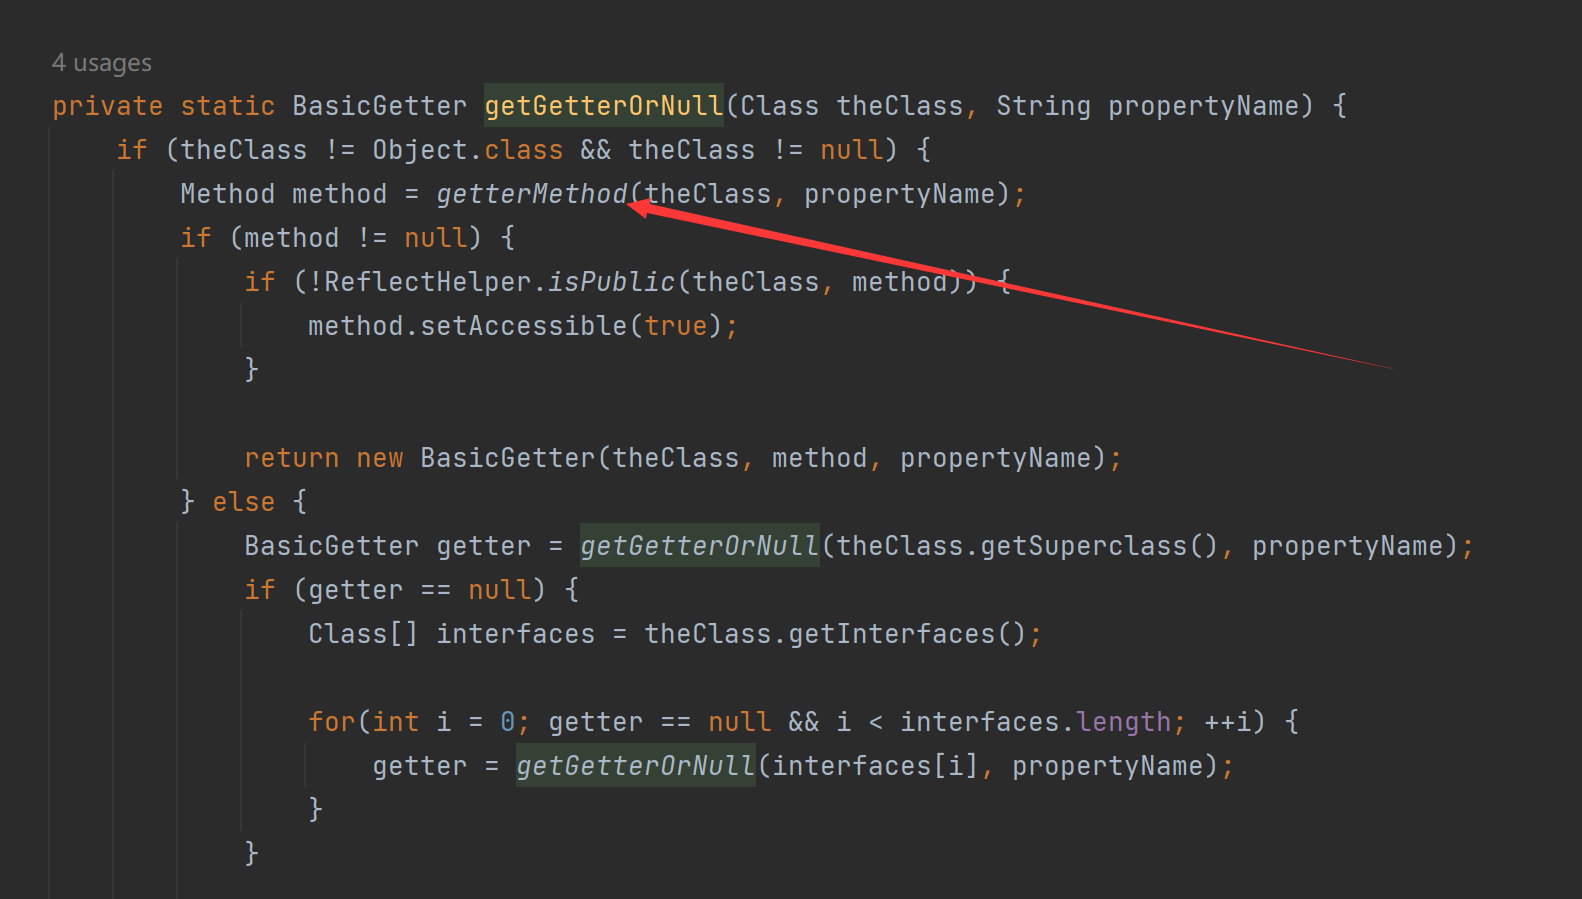 4 usages
private static BasicGetter getGetterOrNull(Class theClass, String propertyName) {
if (theClass != Object.class && theClass != null) {
Method method = getterMethod(theClass, propertyName);
if (method != null) {
if (!ReflectHelper.isPublic(theClass, method)) {
method.setAccessible(true);
}
return new BasicGetter(theClass, method, propertyName);
} else {
BasicGetter getter = getGetterOrNull(theClass.getSuperclass(), propertyName);
if (getter == null) {
Class[] interfaces = theClass.getInterfaces();
for(int i = 0; getter == null && i < interfaces.length; ++i) {
getter = getGetterOrNull(interfaces[i], propertyName);
}
}